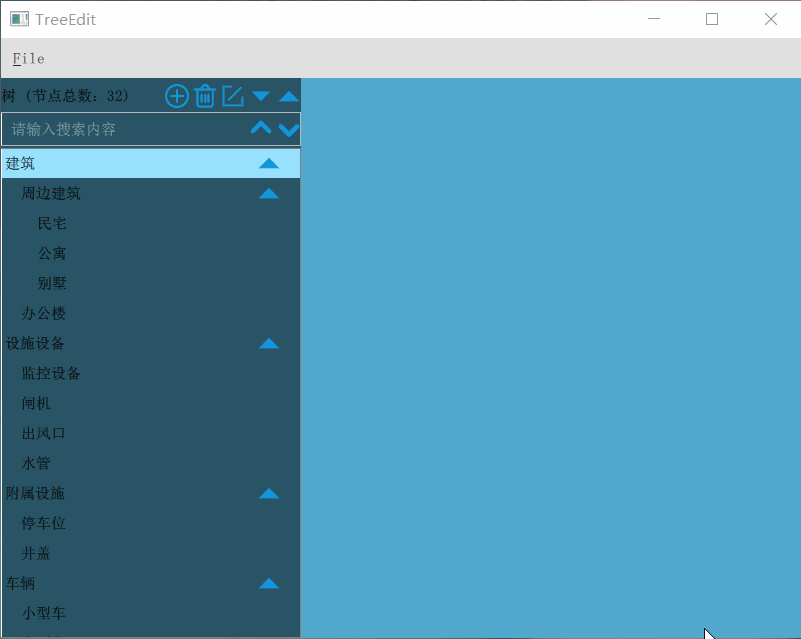 TreeEdit
File
树 (节点总数: 32)
请输入搜索内容
建筑
周边建筑
民宅
公寓
别墅
办公楼
设施设备
监控设备
闸机
出风口
水管
附属设施
停车位
井盖
车辆
小型车